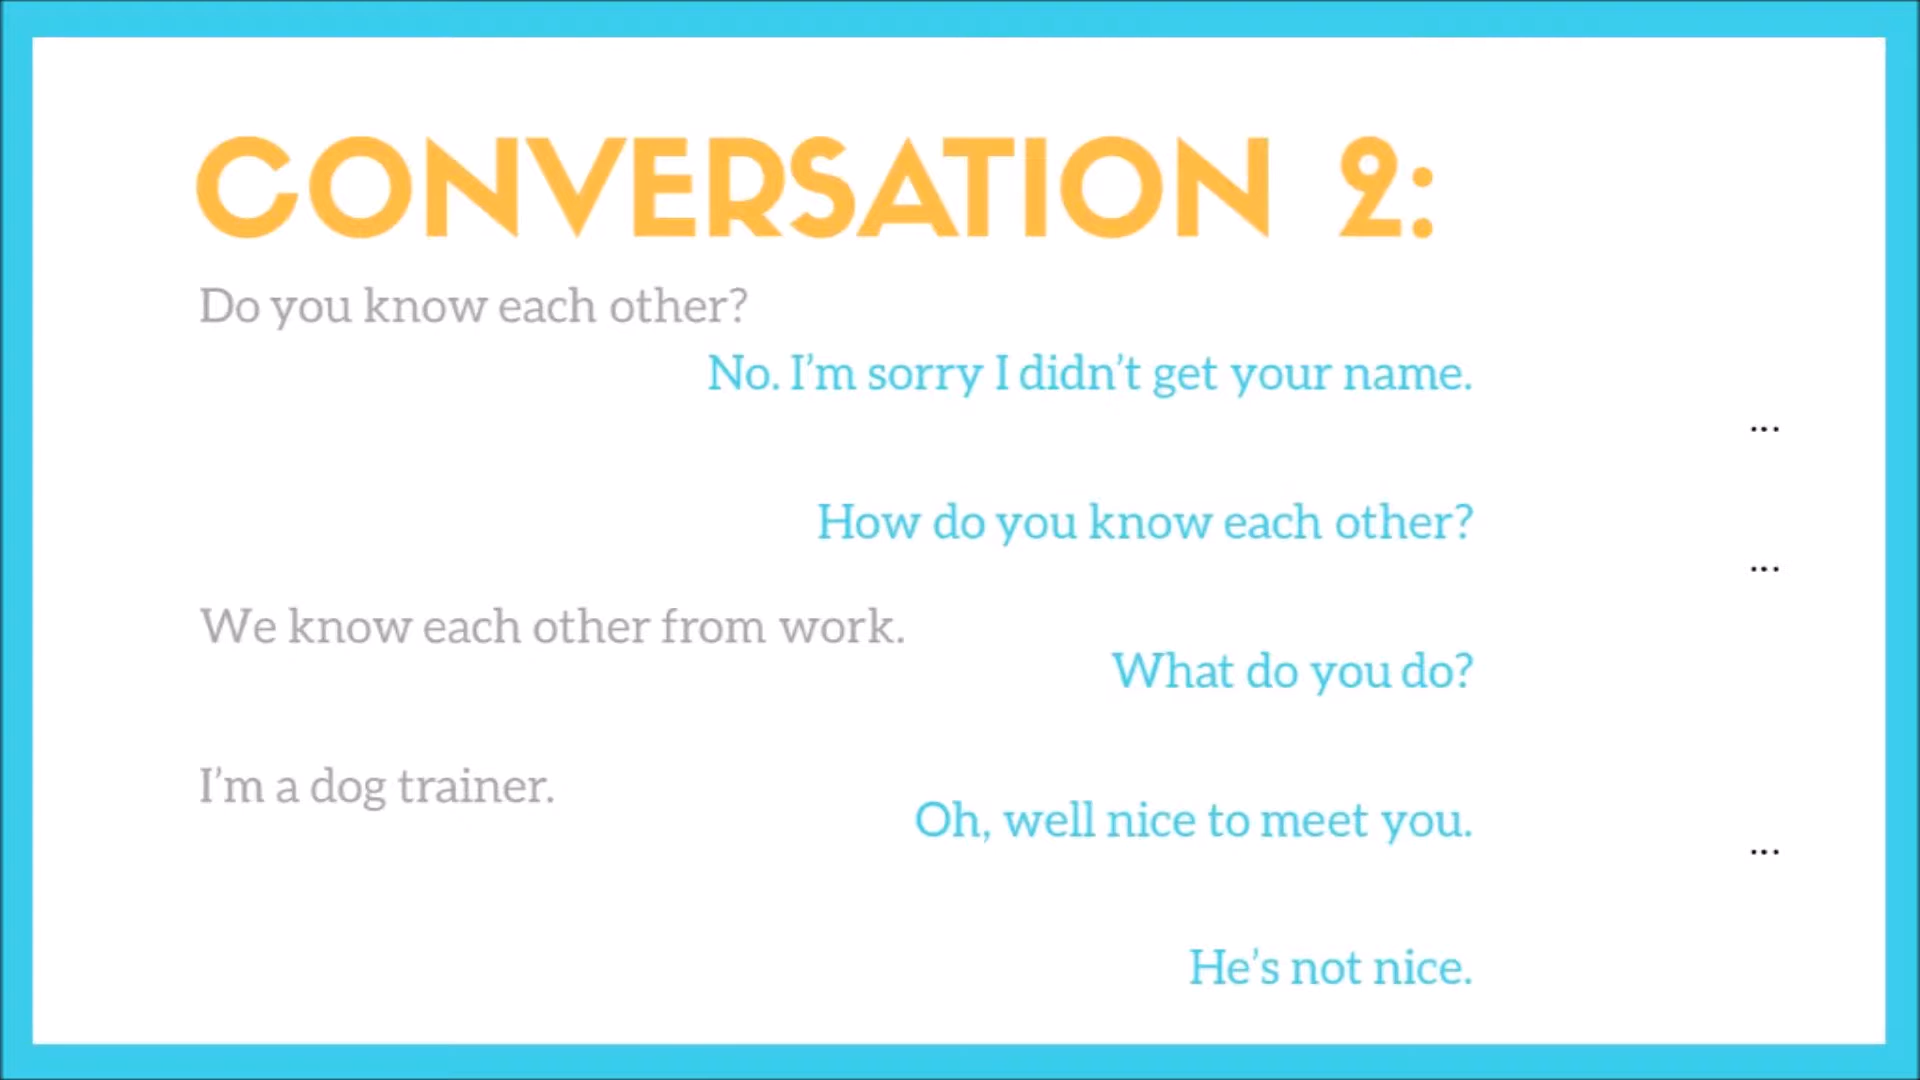 CONVERSATION 2:
Do you know each other?
No. I'm sorry I didn't get your name.
...
How do you know each other?
...
We know each other from work.
What do you do?
I'm a dog trainer.
Oh, well nice to meet you.
...
He's not nice.